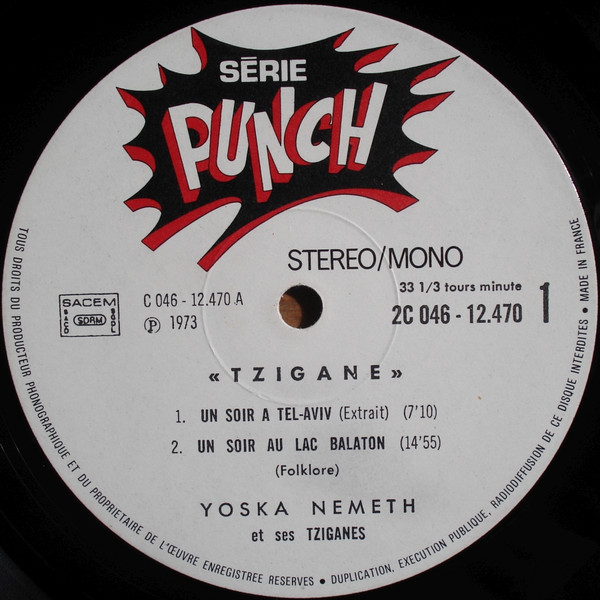 SÉRIE
PUNCH
STEREO/MONO
33 1/3 tours minute
C 046 - 12.470 A
2C 046 - 12.470
1
SACEM
SDRM
Ⓟ 1973
« TZIGANE »
1. UN SOIR A TEL-AVIV (Extrait) (7'10)
2. UN SOIR AU LAC BALATON (14'55)
(Folklore)
YOSKA NEMETH
et ses TZIGANES
TOUS DROITS DU PRODUCTEUR PHONOGRAPHIQUE ET DU PROPRIETAIRE DE L'ŒUVRE ENREGISTREE RESERVES • DUPLICATION, EXECUTION PUBLIQUE, RADIODIFFUSION DE CE DISQUE INTERDITES • MADE IN FRANCE